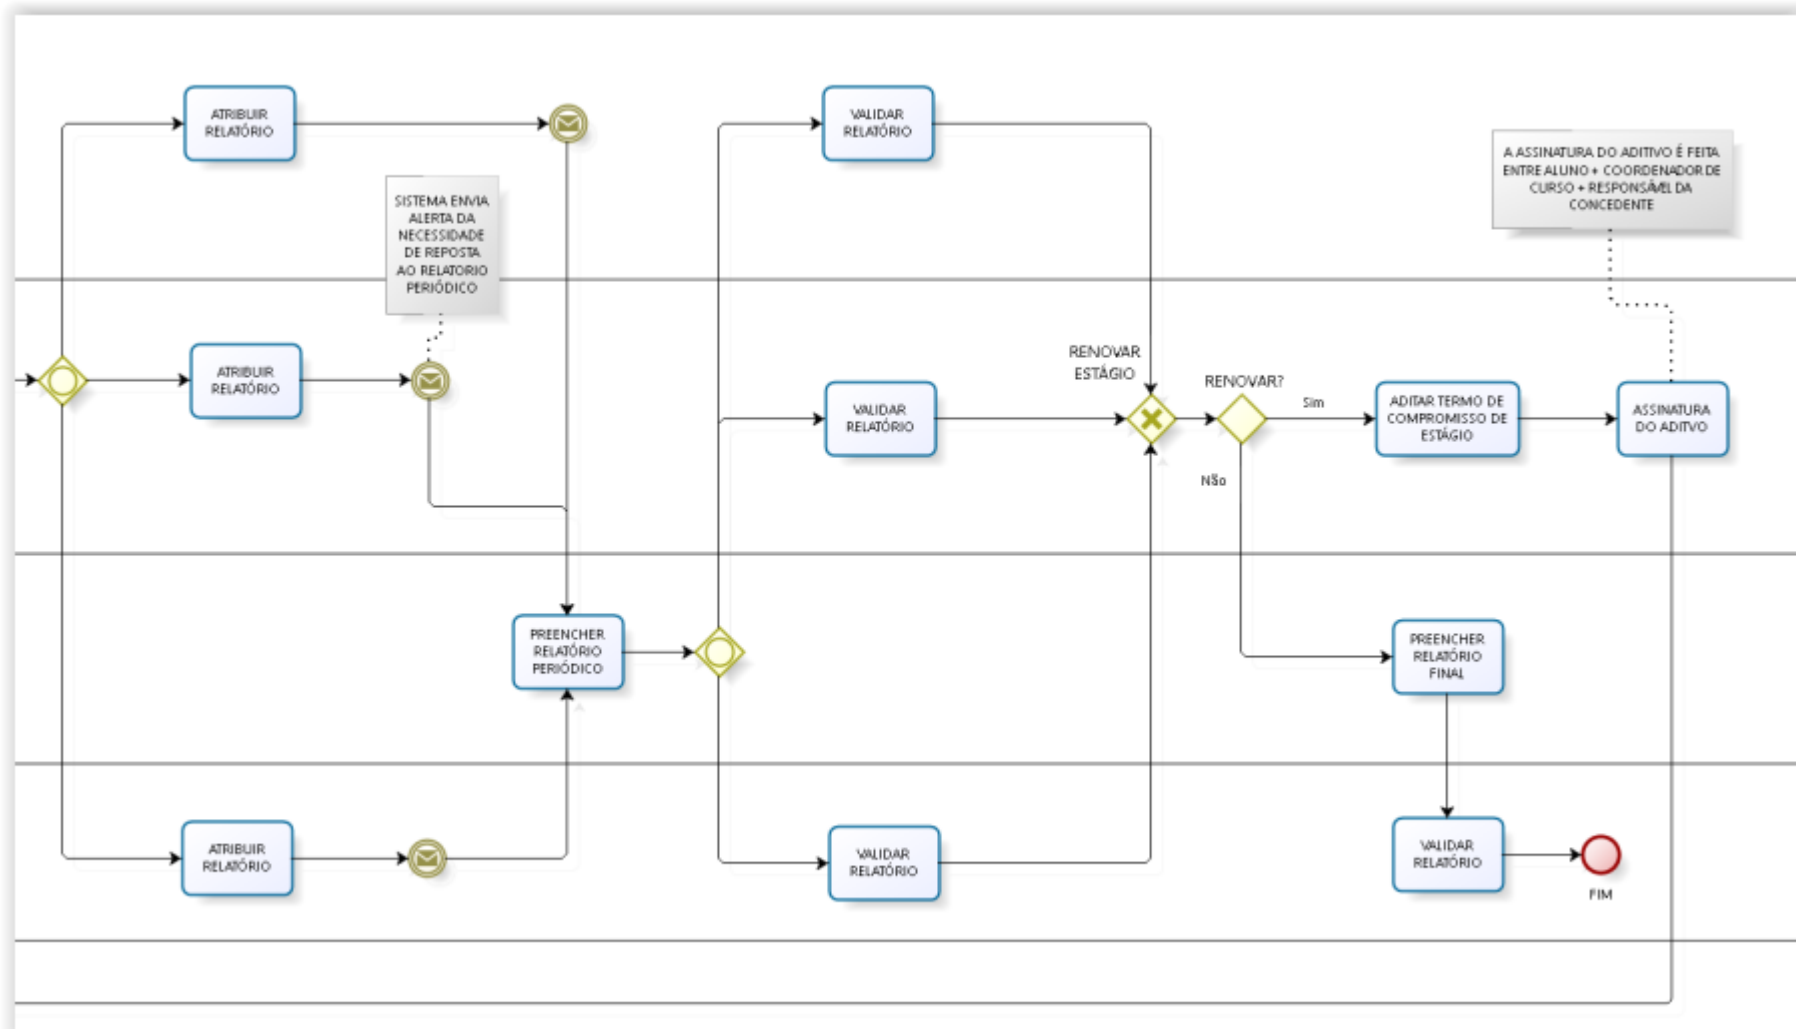 ATRIBUIR
RELATÓRIO
VALIDAR
RELATÓRIO
A ASSINATURA DO ADITIVO É FEITA
ENTRE ALUNO + COORDENADOR DE
CURSO + RESPONSÁVEL DA
CONCEDENTE
SISTEMA ENVIA
ALERTA DA
NECESSIDADE
DE REPOSTA
AO RELATORIO
PERIÓDICO
ATRIBUIR
RELATÓRIO
VALIDAR
RELATÓRIO
RENOVAR
ESTÁGIO
RENOVAR?
Sim
Não
ADITAR TERMO DE
COMPROMISSO DE
ESTÁGIO
ASSINATURA
DO ADITVO
PREENCHER
RELATÓRIO
PERIÓDICO
PREENCHER
RELATÓRIO
FINAL
ATRIBUIR
RELATÓRIO
VALIDAR
RELATÓRIO
VALIDAR
RELATÓRIO
FIM